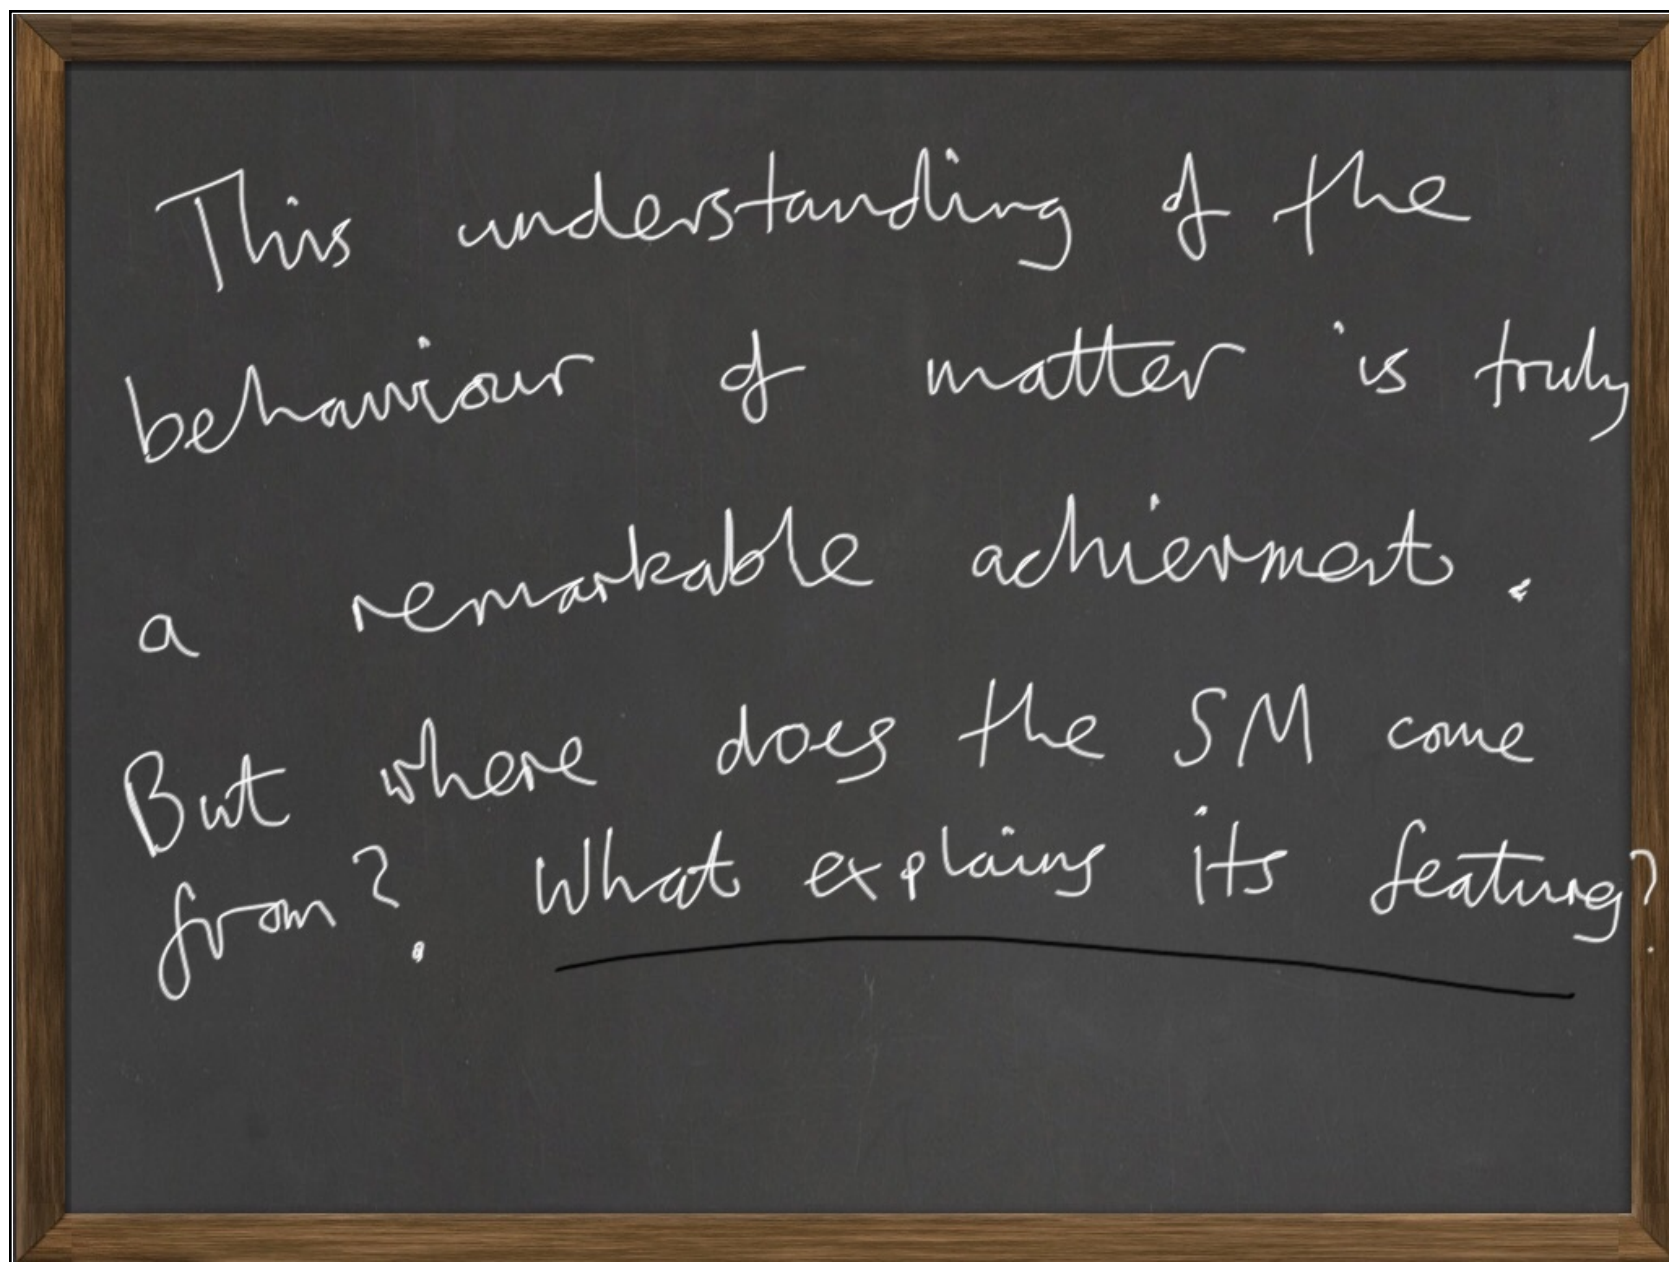 This understanding of the
behaviour of matter is truly
a remarkable achievment.
But where does the SM come
from? What explains its features?